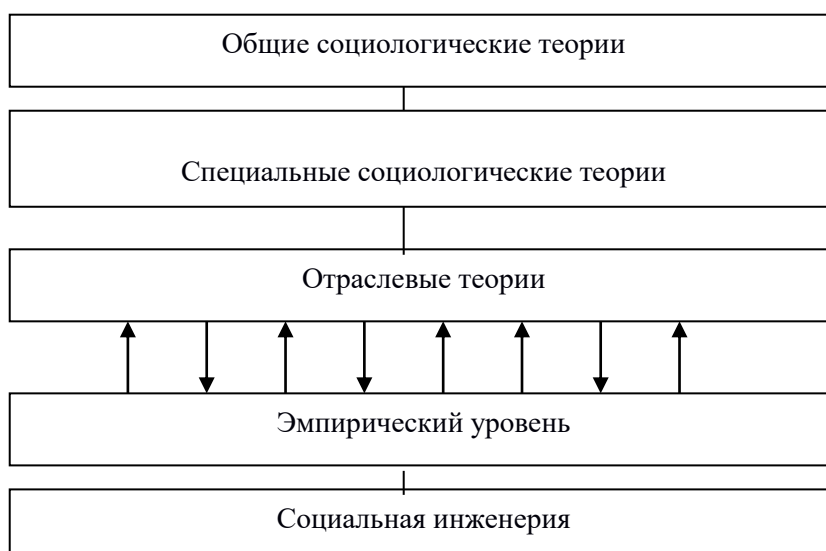 Общие социологические теории
Специальные социологические теории
Отраслевые теории
Эмпирический уровень
Социальная инженерия